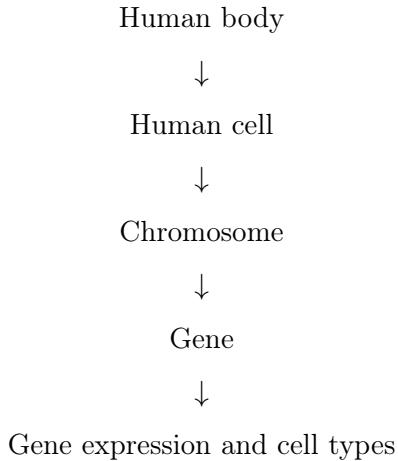 Human body
↓
Human cell
↓
Chromosome
↓
Gene
↓
Gene expression and cell types